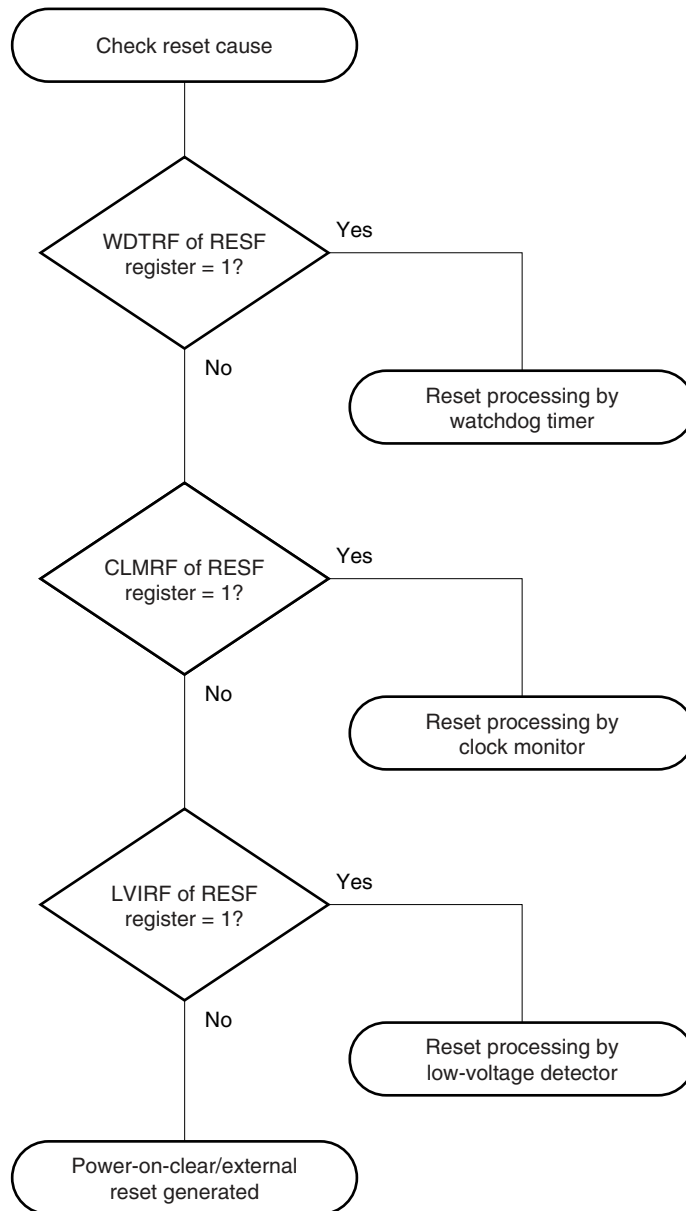 Check reset cause
WDTRF of RESF
register = 1?
Yes
No
Reset processing by
watchdog timer
CLMRF of RESF
register = 1?
Yes
No
Reset processing by
clock monitor
LVIRF of RESF
register = 1?
Yes
No
Reset processing by
low-voltage detector
Power-on-clear/external
reset generated